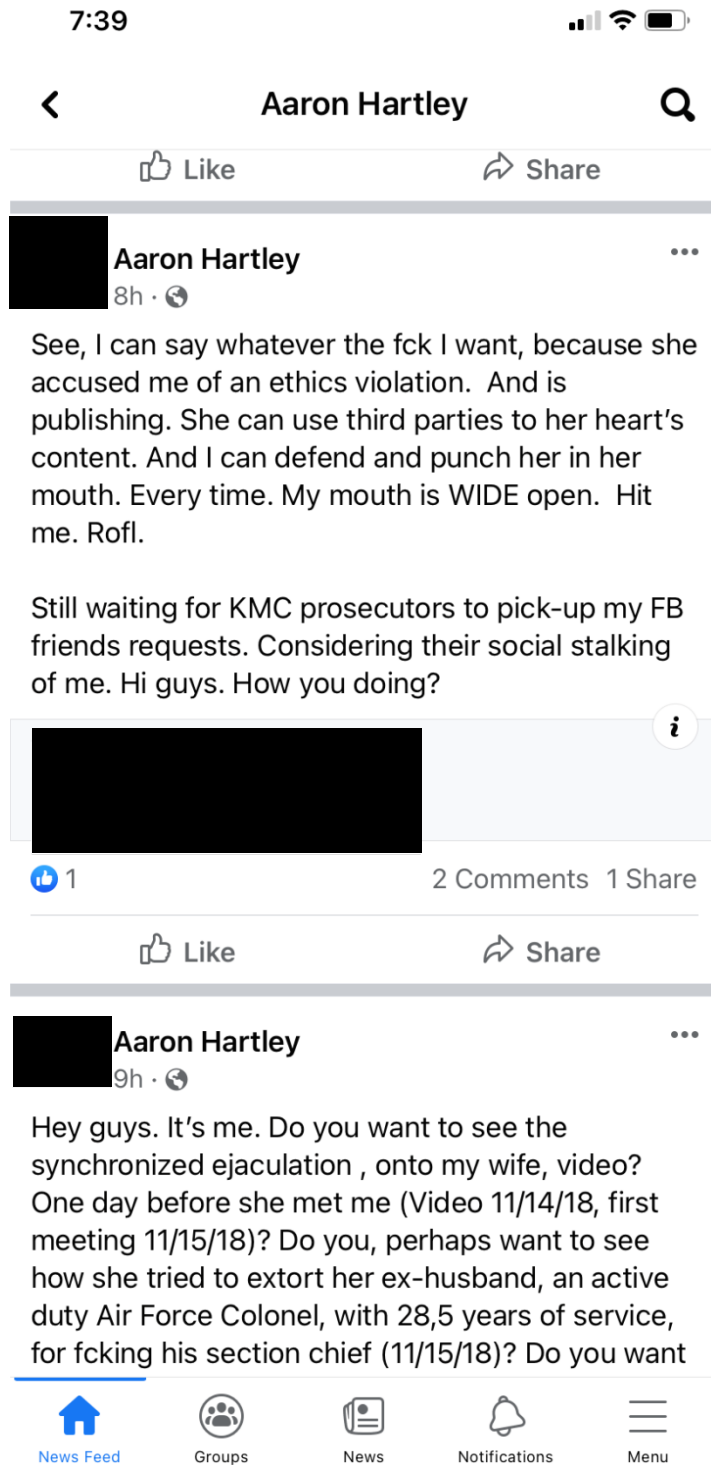 7:39
Aaron Hartley
Like Share
Aaron Hartley
8h ·
See, I can say whatever the fck I want, because she
accused me of an ethics violation.  And is
publishing. She can use third parties to her heart's
content. And I can defend and punch her in her
mouth. Every time. My mouth is WIDE open.  Hit
me. Rofl.
Still waiting for KMC prosecutors to pick-up my FB
friends requests. Considering their social stalking
of me. Hi guys. How you doing?
1 2 Comments 1 Share
Like Share
Aaron Hartley
9h ·
Hey guys. It's me. Do you want to see the
synchronized ejaculation , onto my wife, video?
One day before she met me (Video 11/14/18, first
meeting 11/15/18)? Do you, perhaps want to see
how she tried to extort her ex-husband, an active
duty Air Force Colonel, with 28,5 years of service,
for fcking his section chief (11/15/18)? Do you want
News Feed Groups News Notifications Menu